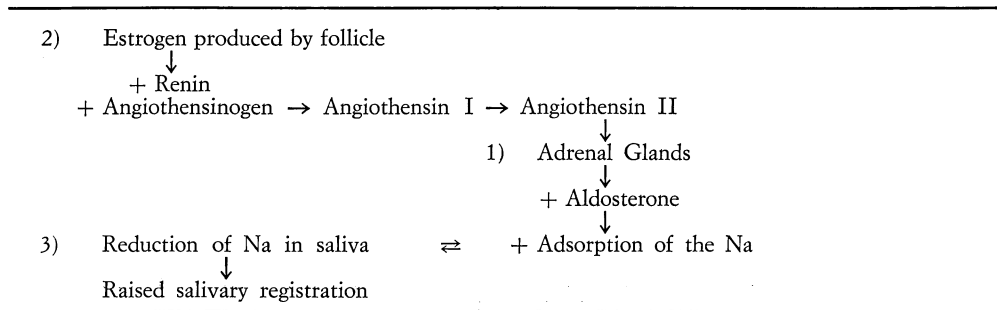 2) Estrogen produced by follicle
↓
+ Renin
+ Angiothensinogen → Angiothensin I → Angiothensin II
↓
1) Adrenal Glands
↓
+ Aldosterone
↓
3) Reduction of Na in saliva ⇄ + Adsorption of the Na
↓
Raised salivary registration